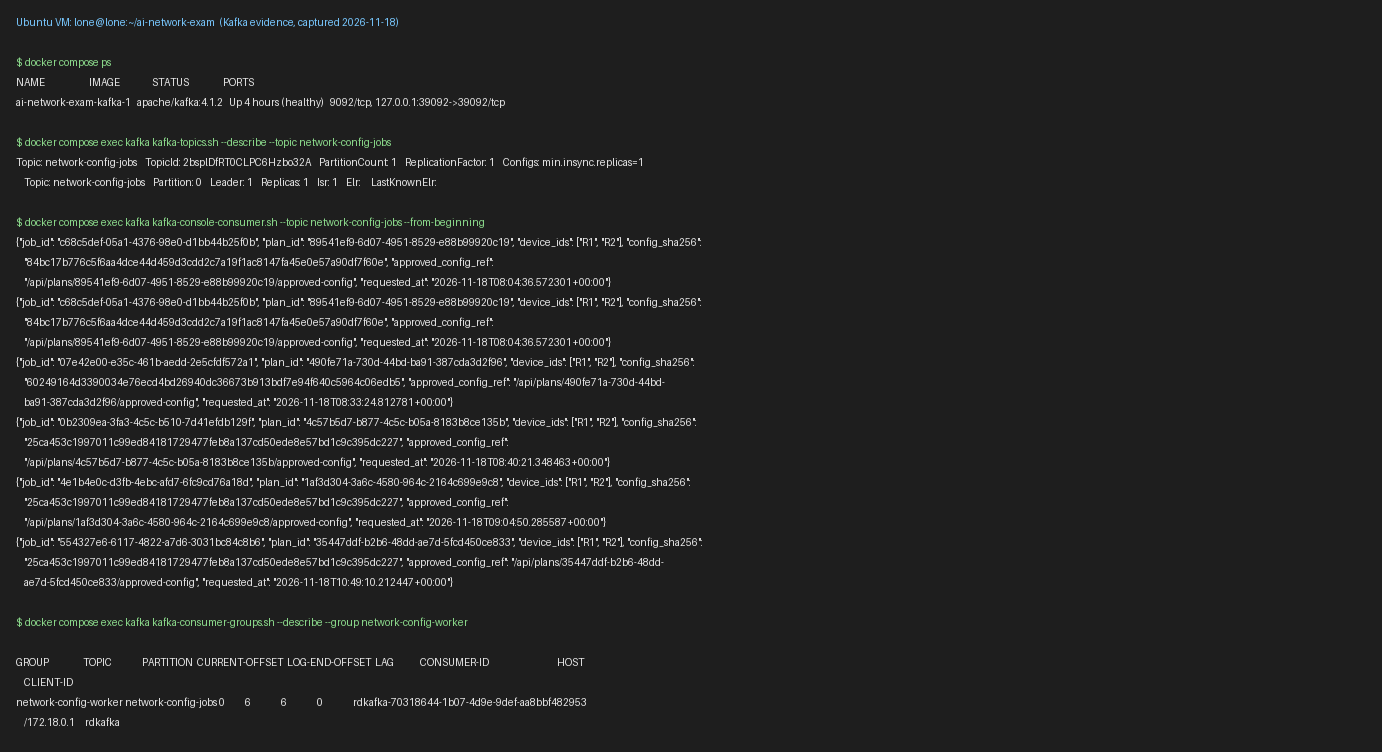 Ubuntu VM: lone@lone:~/ai-network-exam (Kafka evidence, captured 2026-11-18)
$ docker compose ps
NAME IMAGE STATUS PORTS
ai-network-exam-kafka-1 apache/kafka:4.1.2 Up 4 hours (healthy) 9092/tcp, 127.0.0.1:39092->39092/tcp
$ docker compose exec kafka kafka-topics.sh --describe --topic network-config-jobs
Topic: network-config-jobs TopicId: 2bsplDfRT0CLPC6Hzbo32A PartitionCount: 1 ReplicationFactor: 1 Configs: min.insync.replicas=1
Topic: network-config-jobs Partition: 0 Leader: 1 Replicas: 1 Isr: 1 Elr: LastKnownElr:
$ docker compose exec kafka kafka-console-consumer.sh --topic network-config-jobs --from-beginning
{"job_id": "c68c5def-05a1-4376-98e0-d1bb44b25f0b", "plan_id": "89541ef9-6d07-4951-8529-e88b99920c19", "device_ids": ["R1", "R2"], "config_sha256":
"84bc17b776c5f6aa4dce44d459d3cdd2c7a19f1ac8147fa45e0e57a90df7f60e", "approved_config_ref":
"/api/plans/89541ef9-6d07-4951-8529-e88b99920c19/approved-config", "requested_at": "2026-11-18T08:04:36.572301+00:00"}
{"job_id": "c68c5def-05a1-4376-98e0-d1bb44b25f0b", "plan_id": "89541ef9-6d07-4951-8529-e88b99920c19", "device_ids": ["R1", "R2"], "config_sha256":
"84bc17b776c5f6aa4dce44d459d3cdd2c7a19f1ac8147fa45e0e57a90df7f60e", "approved_config_ref":
"/api/plans/89541ef9-6d07-4951-8529-e88b99920c19/approved-config", "requested_at": "2026-11-18T08:04:36.572301+00:00"}
{"job_id": "07e42e00-e35c-461b-aedd-2e5cfdf572a1", "plan_id": "490fe71a-730d-44bd-ba91-387cda3d2f96", "device_ids": ["R1", "R2"], "config_sha256":
"60249164d3390034e76ecd4bd26940dc36673b913bdf7e94f640c5964c06edb5", "approved_config_ref": "/api/plans/490fe71a-730d-44bd-
ba91-387cda3d2f96/approved-config", "requested_at": "2026-11-18T08:33:24.812781+00:00"}
{"job_id": "0b2309ea-3fa3-4c5c-b510-7d41efdb129f", "plan_id": "4c57b5d7-b877-4c5c-b05a-8183b8ce135b", "device_ids": ["R1", "R2"], "config_sha256":
"25ca453c1997011c99ed84181729477feb8a137cd50ede8e57bd1c9c395dc227", "approved_config_ref":
"/api/plans/4c57b5d7-b877-4c5c-b05a-8183b8ce135b/approved-config", "requested_at": "2026-11-18T08:40:21.348463+00:00"}
{"job_id": "4e1b4e0c-d3fb-4ebc-afd7-6fc9cd76a18d", "plan_id": "1af3d304-3a6c-4580-964c-2164c699e9c8", "device_ids": ["R1", "R2"], "config_sha256":
"25ca453c1997011c99ed84181729477feb8a137cd50ede8e57bd1c9c395dc227", "approved_config_ref":
"/api/plans/1af3d304-3a6c-4580-964c-2164c699e9c8/approved-config", "requested_at": "2026-11-18T09:04:50.285587+00:00"}
{"job_id": "554327e6-6117-4822-a7d6-3031bc84c8b6", "plan_id": "35447ddf-b2b6-48dd-ae7d-5fcd450ce833", "device_ids": ["R1", "R2"], "config_sha256":
"25ca453c1997011c99ed84181729477feb8a137cd50ede8e57bd1c9c395dc227", "approved_config_ref": "/api/plans/35447ddf-b2b6-48dd-
ae7d-5fcd450ce833/approved-config", "requested_at": "2026-11-18T10:49:10.212447+00:00"}
$ docker compose exec kafka kafka-consumer-groups.sh --describe --group network-config-worker
GROUP TOPIC PARTITION CURRENT-OFFSET LOG-END-OFFSET LAG CONSUMER-ID HOST
CLIENT-ID
network-config-worker network-config-jobs 0 6 6 0 rdkafka-70318644-1b07-4d9e-9def-aa8bbf482953
/172.18.0.1 rdkafka